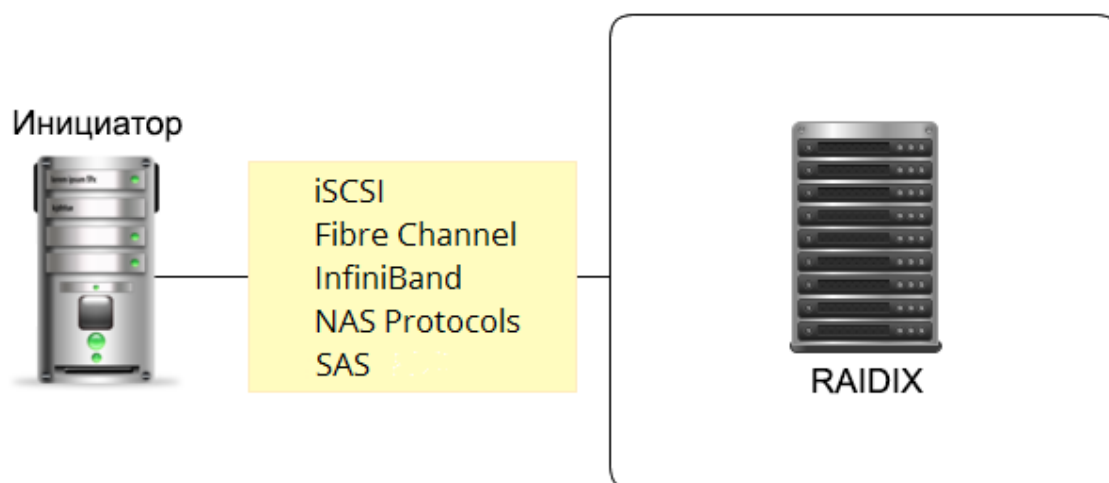 Инициатор
iSCSI
Fibre Channel
InfiniBand
NAS Protocols
SAS
RAIDIX